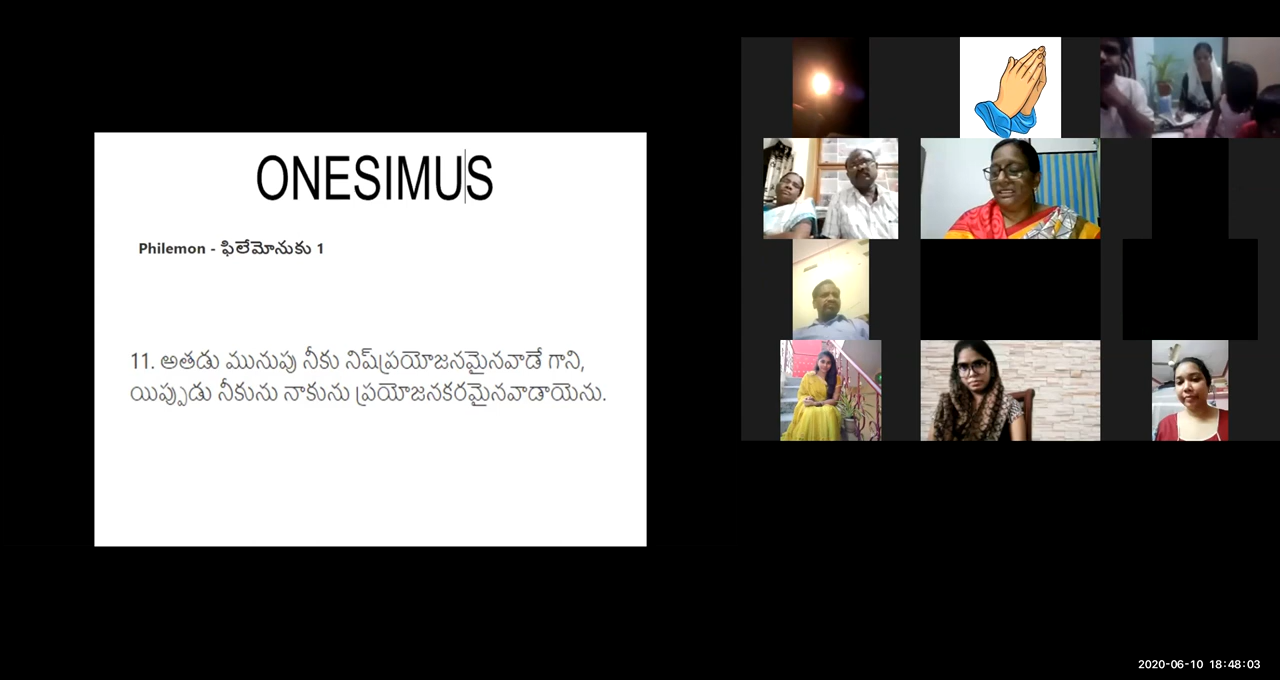 ONESIMUS
Philemon - ఫిలేమోనుకు 1
11. అతడు మునుపు నీకు నిష్‌ప్రయోజనమైనవాడే గాని,
యిప్పుడు నీకును నాకును ప్రయోజనకరమైనవాడాయెను.
2020-06-10 18:48:03